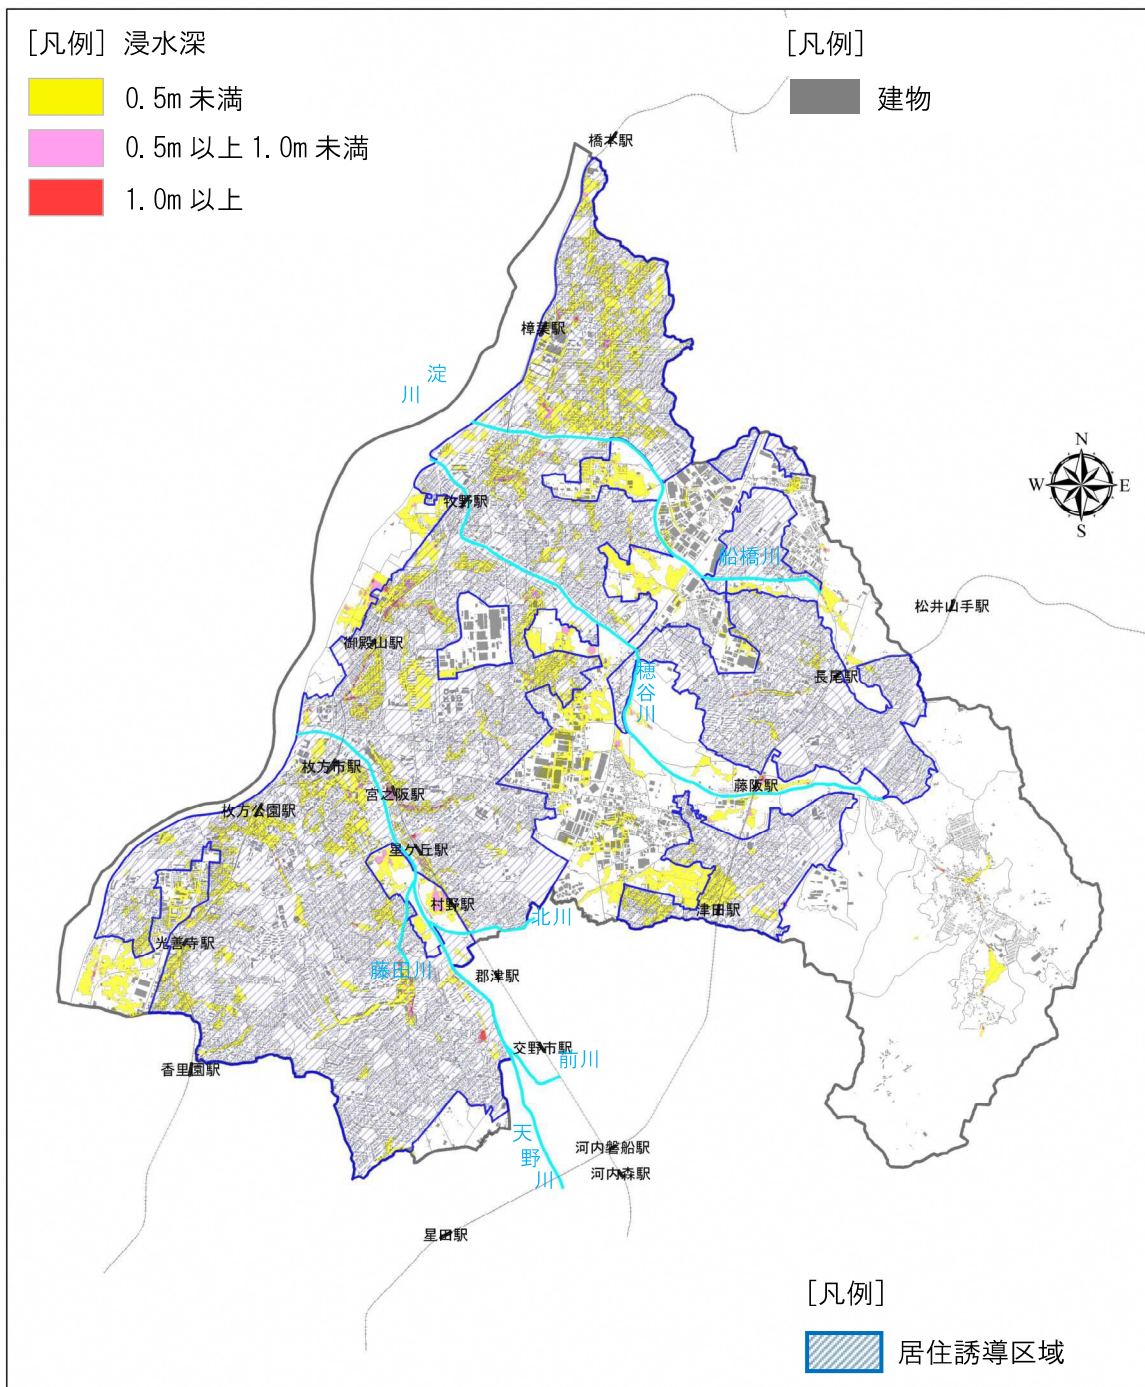 [凡例] 浸水深
0.5m 未満
0.5m 以上 1.0m 未満
1.0m 以上
[凡例]
建物
橋本駅
樟葉駅
淀川
牧野駅
N
W
E
S
船橋川
松井山手駅
御殿山駅
穂谷川
長尾駅
枚方市駅
宮之阪駅
藤阪駅
枚方公園駅
星ケ丘駅
村野駅
津田駅
北川
光善寺駅
藤田川
郡津駅
交野市駅
前川
香里園駅
天野川
河内磐船駅
河内森駅
星田駅
[凡例]
居住誘導区域